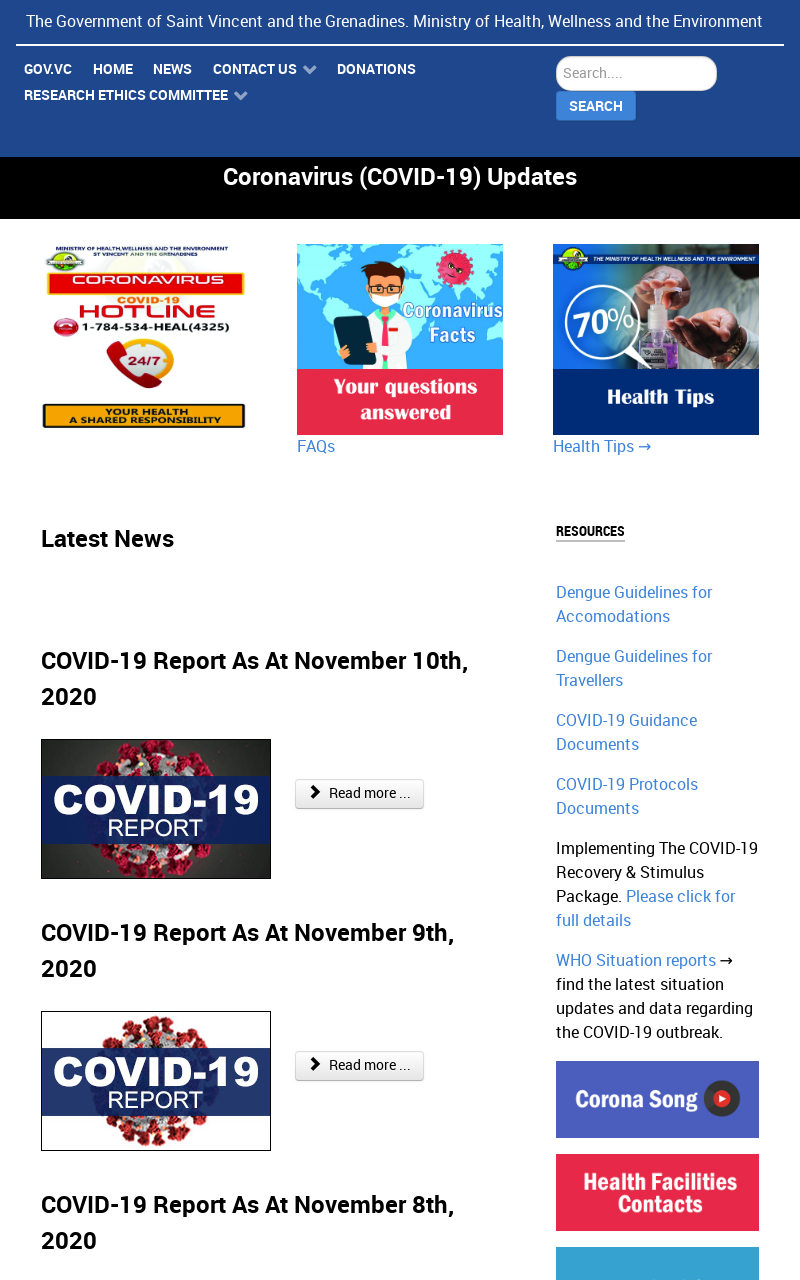 The Government of Saint Vincent and the Grenadines. Ministry of Health, Wellness and the Environment
GOV.VC HOME NEWS CONTACT US DONATIONS
RESEARCH ETHICS COMMITTEE
Search....
SEARCH
Coronavirus (COVID-19) Updates
MINISTRY OF HEALTH,WELLNESS AND THE ENVIRONMENT
ST VINCENT AND THE GRENADINES
CORONAVIRUS
COVID-19
HOTLINE
1-784-534-HEAL(4325)
24/7
YOUR HEALTH
A SHARED RESPONSIBILITY
Coronavirus
Facts
Your questions
answered
FAQs
THE MINISTRY OF HEALTH WELLNESS AND THE ENVIRONMENT
70%
Health Tips
Health Tips →
Latest News
COVID-19 Report As At November 10th,
2020
COVID-19
REPORT
Read more ...
COVID-19 Report As At November 9th,
2020
COVID-19
REPORT
Read more ...
COVID-19 Report As At November 8th,
2020
RESOURCES
Dengue Guidelines for
Accomodations
Dengue Guidelines for
Travellers
COVID-19 Guidance
Documents
COVID-19 Protocols
Documents
Implementing The COVID-19
Recovery & Stimulus
Package. Please click for
full details
WHO Situation reports →
find the latest situation
updates and data regarding
the COVID-19 outbreak.
Corona Song
Health Facilities
Contacts